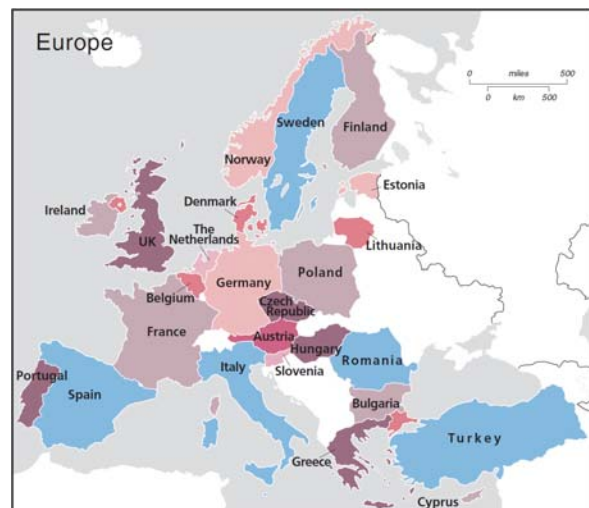 Europe
0 miles 500
0 km 500
Sweden
Finland
Norway
Estonia
Denmark
Ireland
The
Netherlands
Lithuania
UK
Poland
Germany
Belgium
Czech
Republic
France
Austria
Hungary
Romania
Italy
Slovenia
Portugal
Spain
Bulgaria
Turkey
Greece
Cyprus